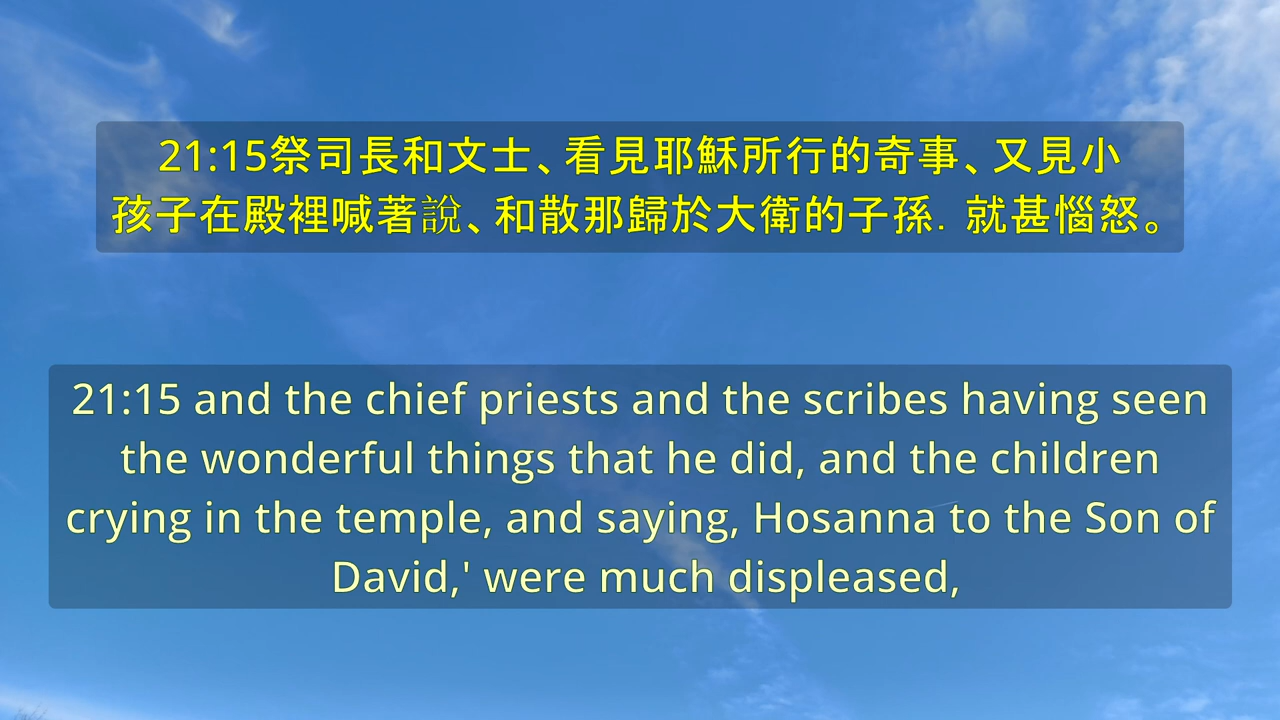 21:15祭司長和文士、看見耶穌所行的奇事、又見小
孩子在殿裡喊著說、和散那歸於大衛的子孫．就甚惱怒。
21:15 and the chief priests and the scribes having seen
the wonderful things that he did, and the children
crying in the temple, and saying, Hosanna to the Son of
David,' were much displeased,